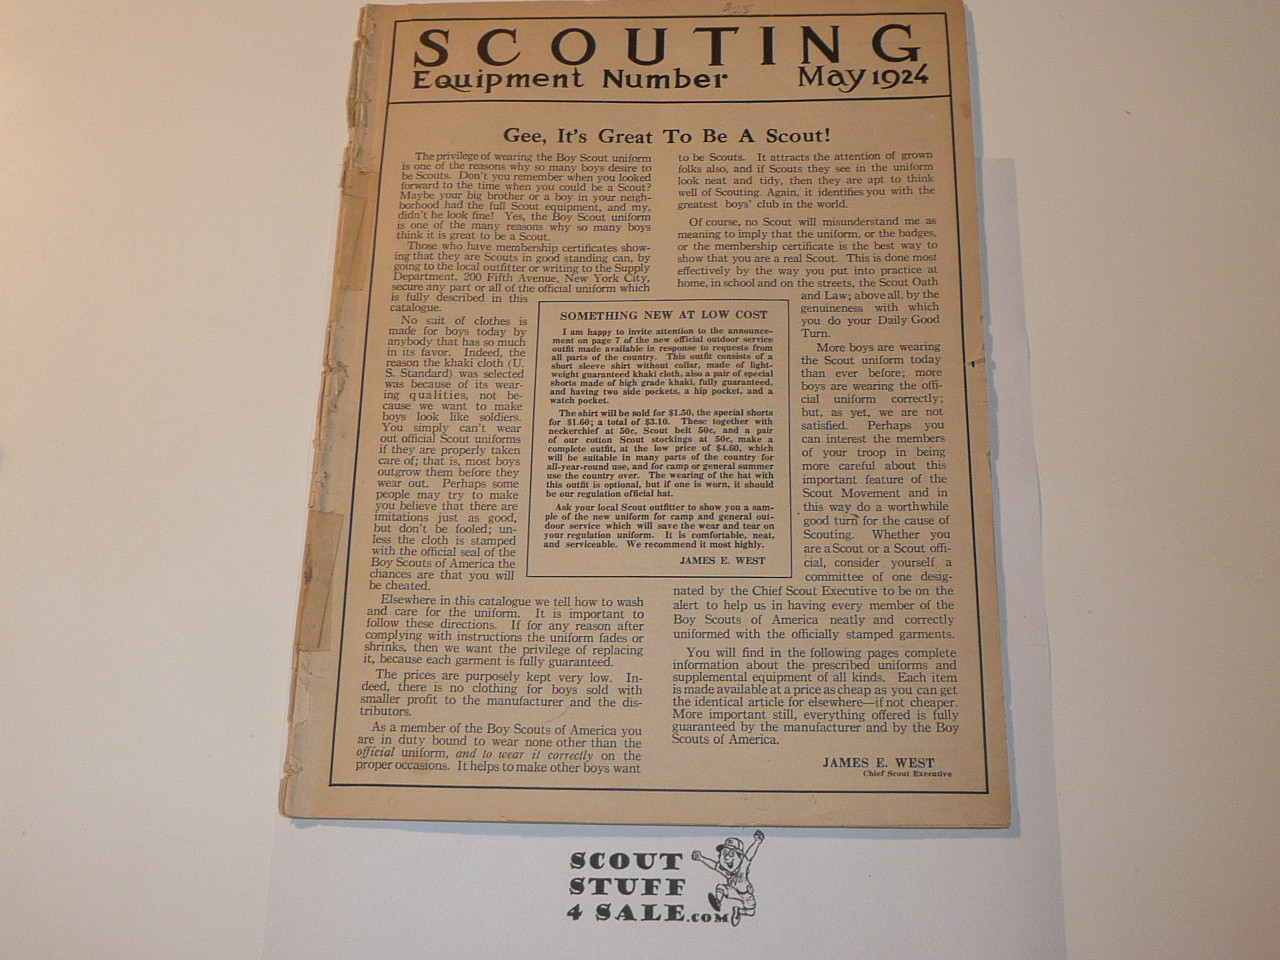 SCOUTING
Equipment Number May 1924
Gee, It's Great To Be A Scout!
The privilege of wearing the Boy Scout uniform
is one of the reasons why so many boys desire to
be Scouts. Don't you remember when you looked
forward to the time when you could be a Scout?
Maybe your big brother or a boy in your neigh-
borhood had the full Scout equipment, and my,
didn't he look fine! Yes, the Boy Scout uniform
is one of the many reasons why so many boys
think it is great to be a Scout.
Those who have membership certificates show-
ing that they are Scouts in good standing can, by
going to the local outfitter or writing to the Supply
Department, 200 Fifth Avenue, New York City,
secure any part or all of the official uniform which
is fully described in this
catalogue.
No suit of clothes is
made for boys today by
anybody that has so much
in its favor. Indeed, the
reason the khaki cloth (U.
S. Standard) was selected
was because of its wear-
ing qualities, not be-
cause we want to make
boys look like soldiers.
You simply can't wear
out official Scout uniforms
if they are properly taken
care of; that is, most boys
outgrow them before they
wear out. Perhaps some
people may try to make
you believe that there are
imitations just as good,
but don't be fooled; un-
less the cloth is stamped
with the official seal of the
Boy Scouts of America the
chances are that you will
be cheated.
Elsewhere in this catalogue we tell how to wash
and care for the uniform. It is important to
follow these directions. If for any reason after
complying with instructions the uniform fades or
shrinks, then we want the privilege of replacing
it, because each garment is fully guaranteed.
The prices are purposely kept very low. In-
deed, there is no clothing for boys sold with
smaller profit to the manufacturer and the dis-
tributors.
As a member of the Boy Scouts of America you
are in duty bound to wear none other than the
official uniform, and to wear it correctly on the
proper occasions. It helps to make other boys want
to be Scouts. It attracts the attention of grown
folks also, and if Scouts they see in the uniform
look neat and tidy, then they are apt to think
well of Scouting. Again, it identifies you with the
greatest boys' club in the world.
Of course, no Scout will misunderstand me as
meaning to imply that the uniform, or the badges,
or the membership certificate is the best way to
show that you are a real Scout. This is done most
effectively by the way you put into practice at
home, in school and on the streets, the Scout Oath
and Law; above all, by the
genuineness with which
you do your Daily Good
Turn.
More boys are wearing
the Scout uniform today
than ever before; more
boys are wearing the offi-
cial uniform correctly;
but, as yet, we are not
satisfied. Perhaps you
can interest the members
of your troop in being
more careful about this
important feature of the
Scout Movement and in
this way do a worthwhile
good turn for the cause of
Scouting. Whether you
are a Scout or a Scout offi-
cial, consider yourself a
committee of one desig-
nated by the Chief Scout Executive to be on the
alert to help us in having every member of the
Boy Scouts of America neatly and correctly
uniformed with the officially stamped garments.
You will find in the following pages complete
information about the prescribed uniforms and
supplemental equipment of all kinds. Each item
is made available at a price as cheap as you can get
the identical article for elsewhere—if not cheaper.
More important still, everything offered is fully
guaranteed by the manufacturer and by the Boy
Scouts of America.
JAMES E. WEST
Chief Scout Executive
SOMETHING NEW AT LOW COST
I am happy to invite attention to the announce-
ment on page 7 of the new official outdoor service
outfit made available in response to requests from
all parts of the country. This outfit consists of a
short sleeve shirt without collar, made of light-
weight guaranteed khaki cloth, also a pair of special
shorts made of high grade khaki, fully guaranteed,
and having two side pockets, a hip pocket, and a
watch pocket.
The shirt will be sold for $1.50, the special shorts
for $1.60; a total of $3.10. These together with
neckerchief at 50c, Scout belt 50c, and a pair
of our cotton Scout stockings at 50c, make a
complete outfit, at the low price of $4.60, which
will be suitable in many parts of the country for
all-year-round use, and for camp or general summer
use the country over. The wearing of the hat with
this outfit is optional, but if one is worn, it should
be our regulation official hat.
Ask your local Scout outfitter to show you a sam-
ple of the new uniform for camp and general out-
door service which will save the wear and tear on
your regulation uniform. It is comfortable, neat,
and serviceable. We recommend it most highly.
JAMES E. WEST
SCOUT
STUFF
4 SALE.COM